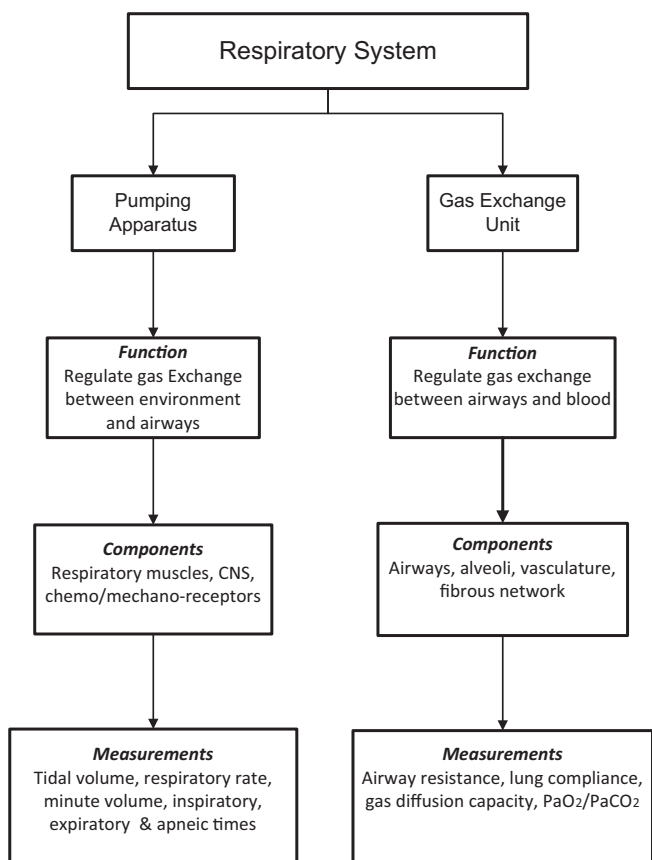 Respiratory System
Pumping
Apparatus
Gas Exchange
Unit
Function
Regulate gas Exchange
between environment
and airways
Function
Regulate gas exchange
between airways and blood
Components
Respiratory muscles, CNS,
chemo/mechano-receptors
Components
Airways, alveoli, vasculature,
fibrous network
Measurements
Tidal volume, respiratory rate,
minute volume, inspiratory,
expiratory & apneic times
Measurements
Airway resistance, lung compliance,
gas diffusion capacity, PaO2/PaCO2